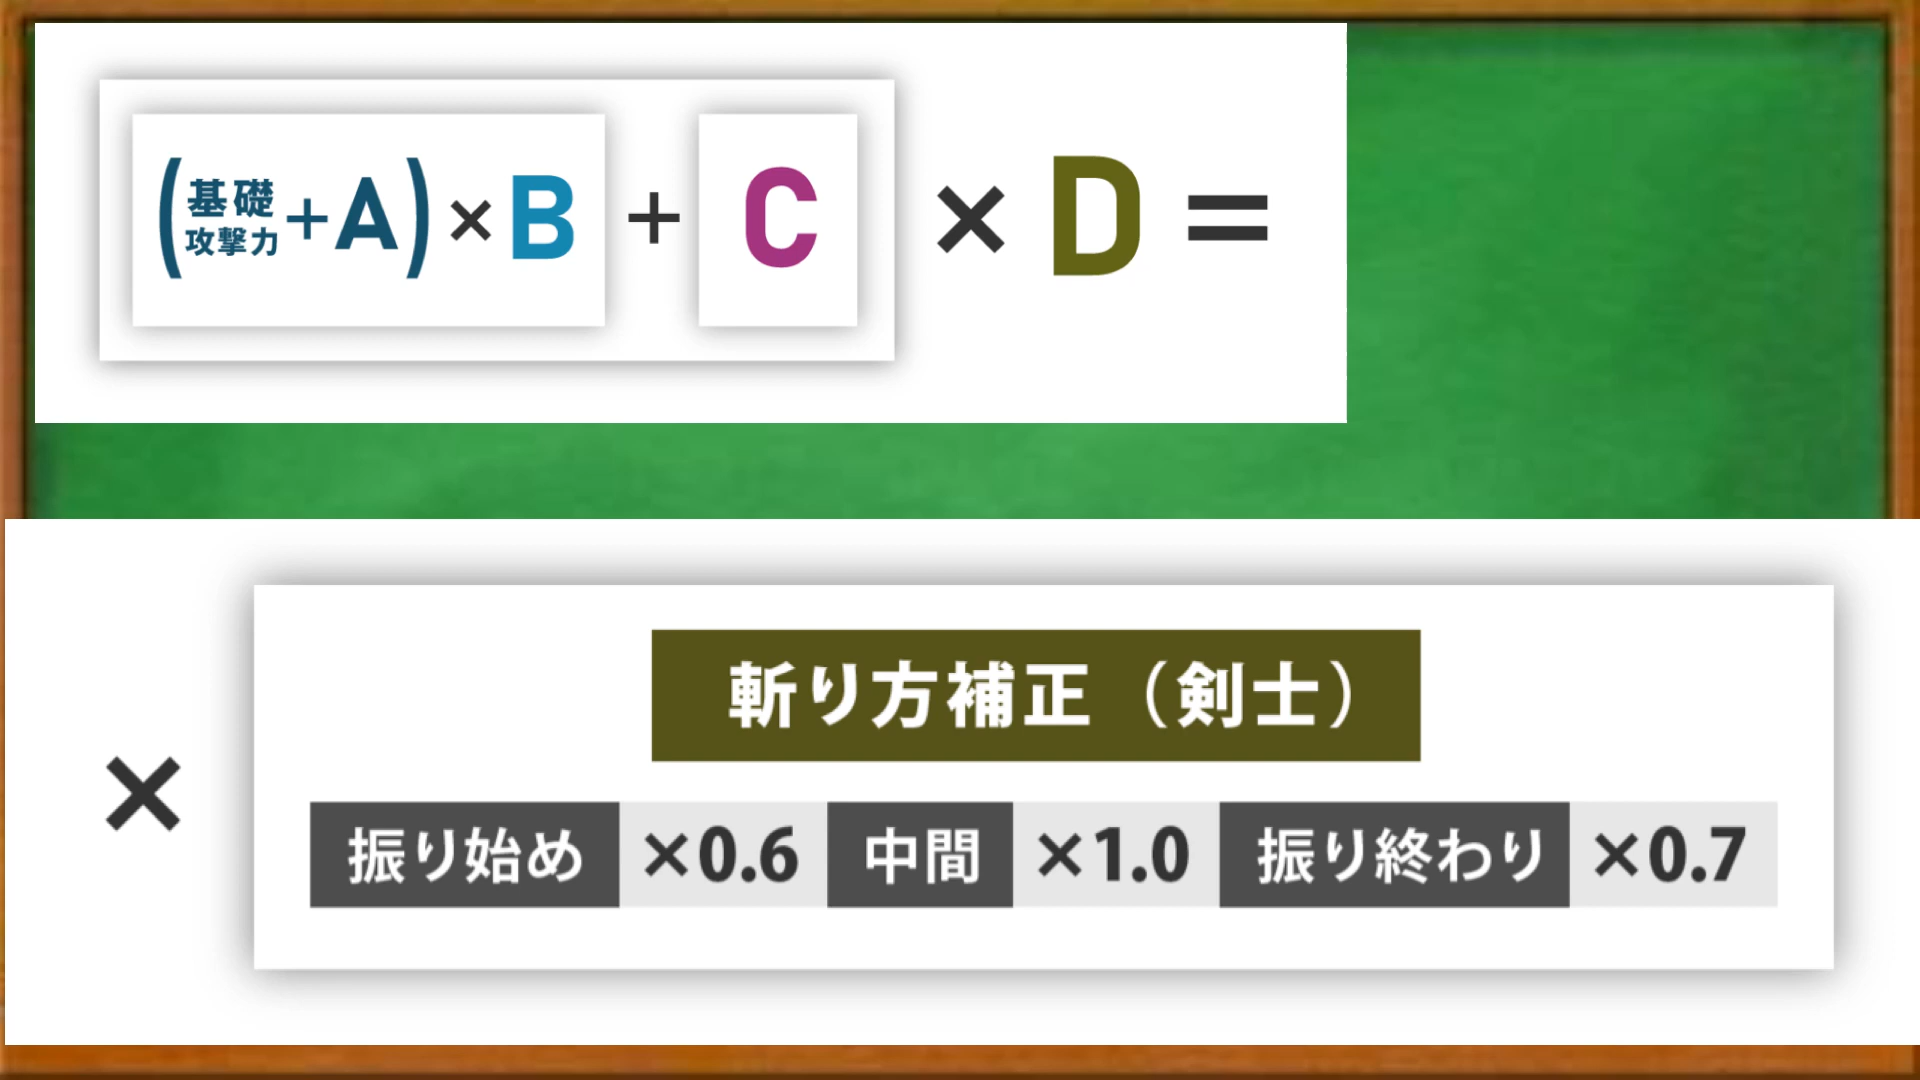 (基礎攻撃力+A)×B+C×D=
斬り方補正（剣士）
×
振り始め ×0.6 中間 ×1.0 振り終わり ×0.7